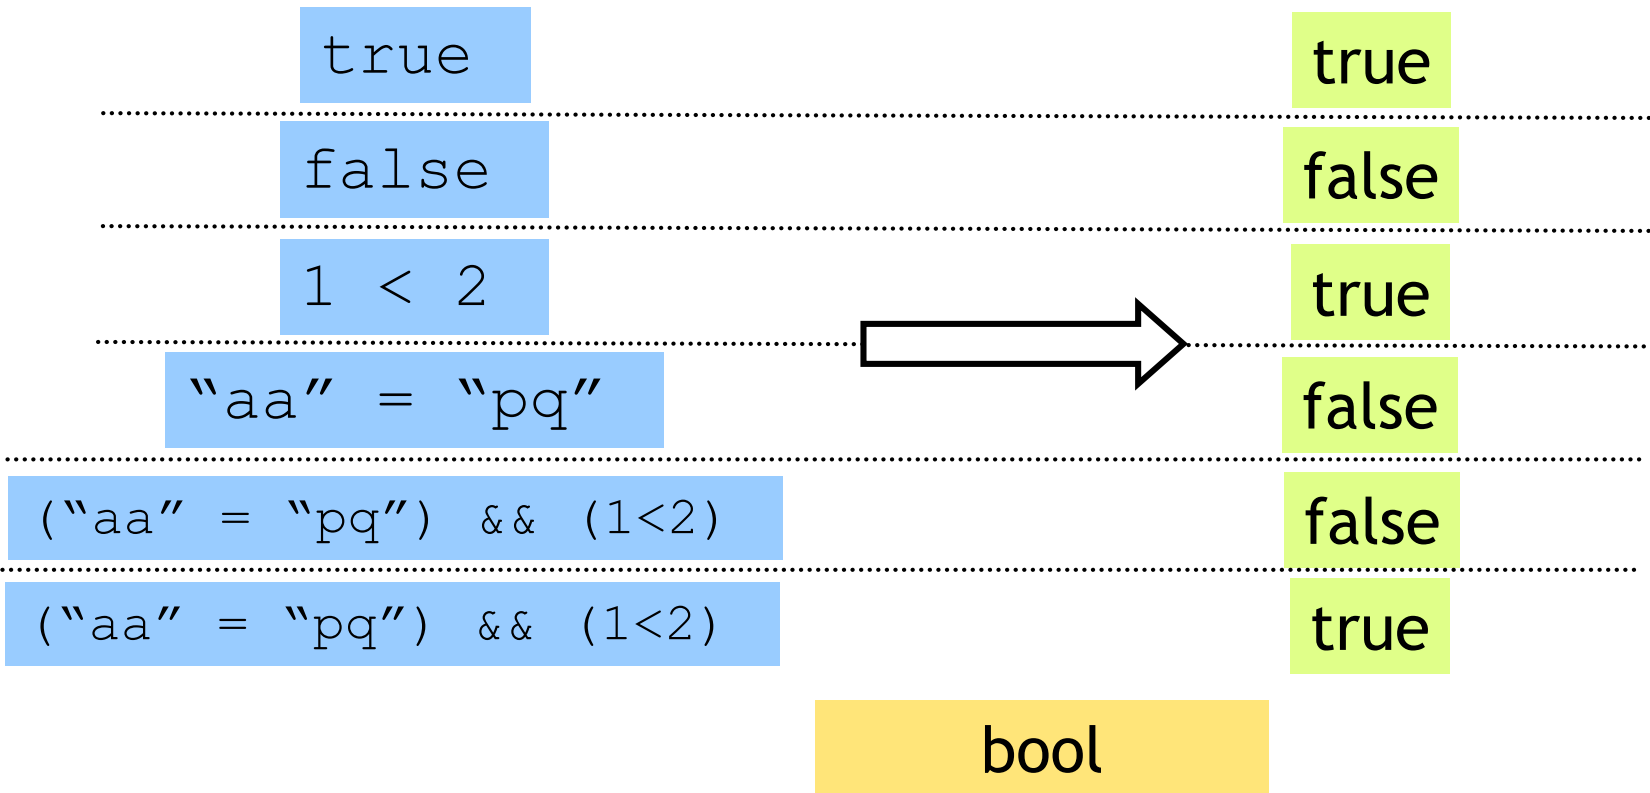 true true
false false
1 < 2 true
“aa” = “pq” false
(“aa” = “pq”) && (1<2) false
(“aa” = “pq”) && (1<2) true
bool